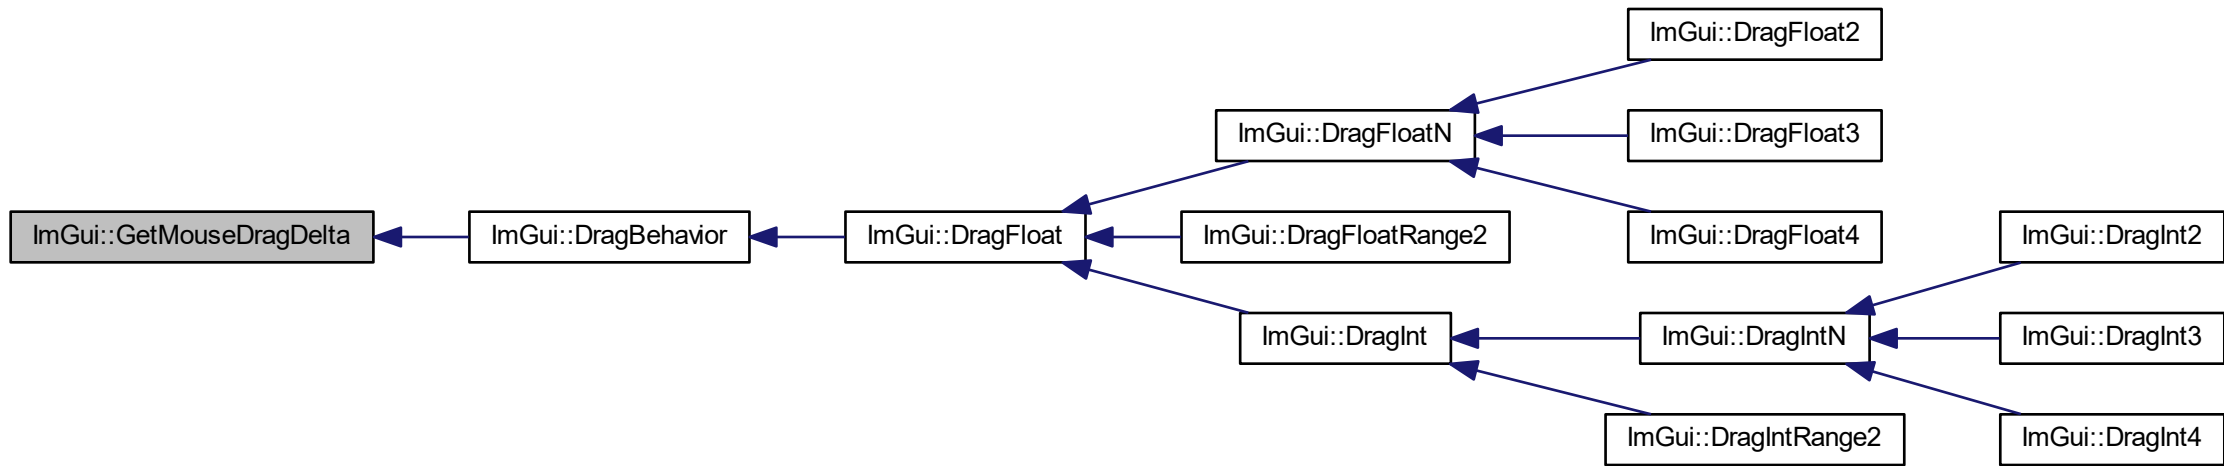 ImGui::GetMouseDragDelta
ImGui::DragBehavior
ImGui::DragFloat
ImGui::DragFloatN
ImGui::DragFloat2
ImGui::DragFloat3
ImGui::DragFloat4
ImGui::DragFloatRange2
ImGui::DragInt
ImGui::DragIntN
ImGui::DragInt2
ImGui::DragInt3
ImGui::DragInt4
ImGui::DragIntRange2